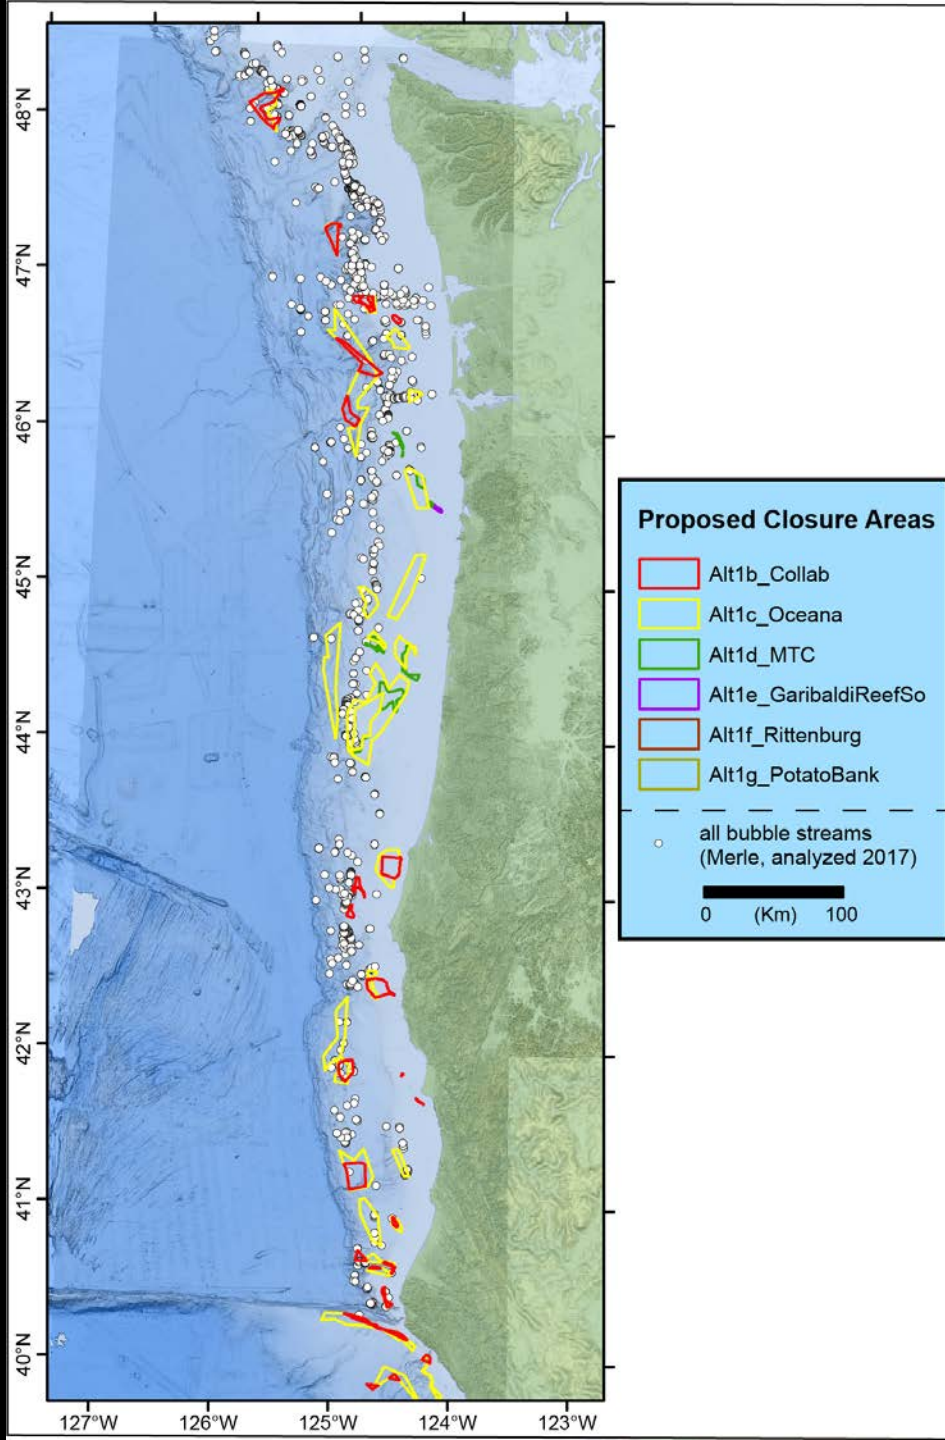 48°N
47°N
46°N
45°N
44°N
43°N
42°N
41°N
40°N
127°W 126°W 125°W 124°W 123°W
Proposed Closure Areas
Alt1b_Collab
Alt1c_Oceana
Alt1d_MTC
Alt1e_GaribaldiReefSo
Alt1f_Rittenburg
Alt1g_PotatoBank
all bubble streams
(Merle, analyzed 2017)
0 (Km) 100